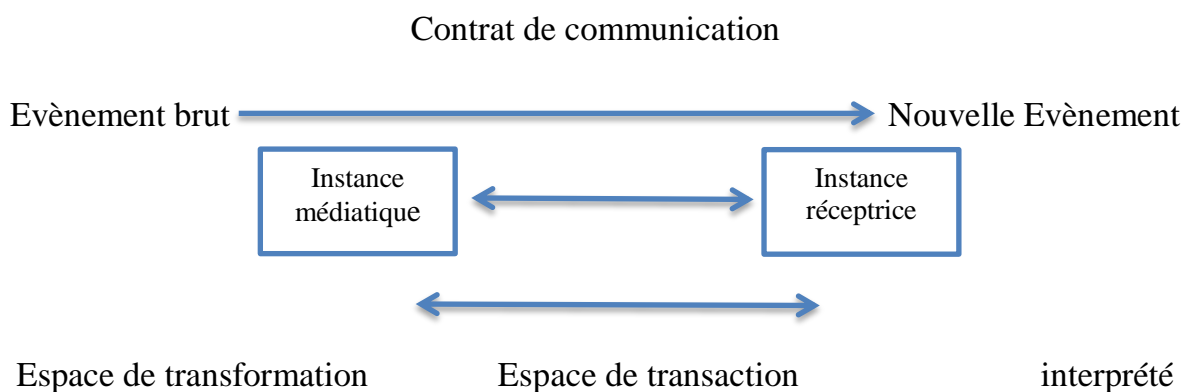 Contrat de communication
Evènement brut
Nouvelle Evènement
Instance
médiatique
Instance
réceptrice
Espace de transformation
Espace de transaction
interprété